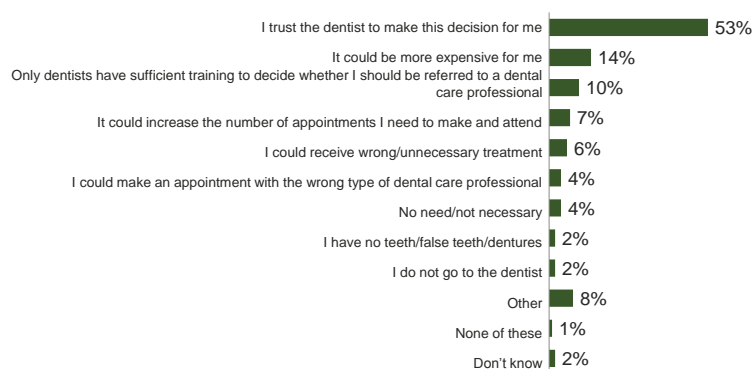 I trust the dentist to make this decision for me 53%
It could be more expensive for me 14%
Only dentists have sufficient training to decide whether I should be referred to a dental
care professional 10%
It could increase the number of appointments I need to make and attend 7%
I could receive wrong/unnecessary treatment 6%
I could make an appointment with the wrong type of dental care professional 4%
No need/not necessary 4%
I have no teeth/false teeth/dentures 2%
I do not go to the dentist 2%
Other 8%
None of these 1%
Don't know 2%